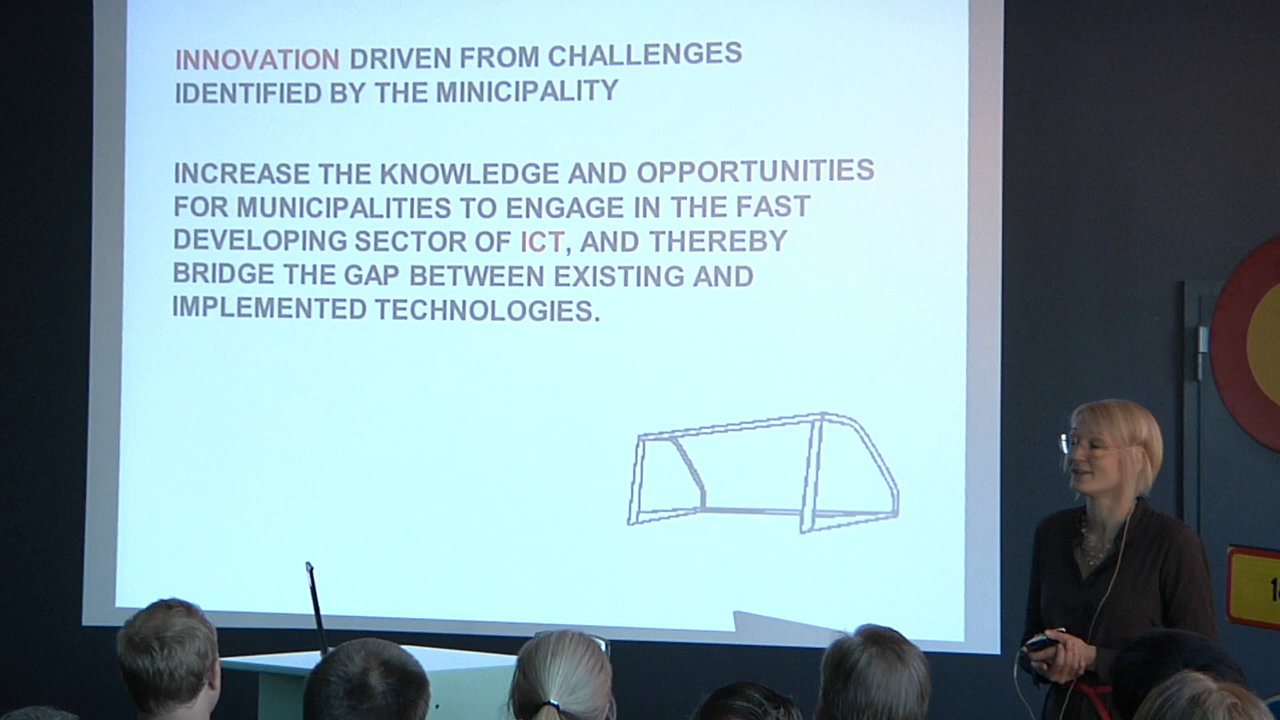 INNOVATION DRIVEN FROM CHALLENGES
IDENTIFIED BY THE MINICIPALITY
INCREASE THE KNOWLEDGE AND OPPORTUNITIES
FOR MUNICIPALITIES TO ENGAGE IN THE FAST
DEVELOPING SECTOR OF ICT, AND THEREBY
BRIDGE THE GAP BETWEEN EXISTING AND
IMPLEMENTED TECHNOLOGIES.